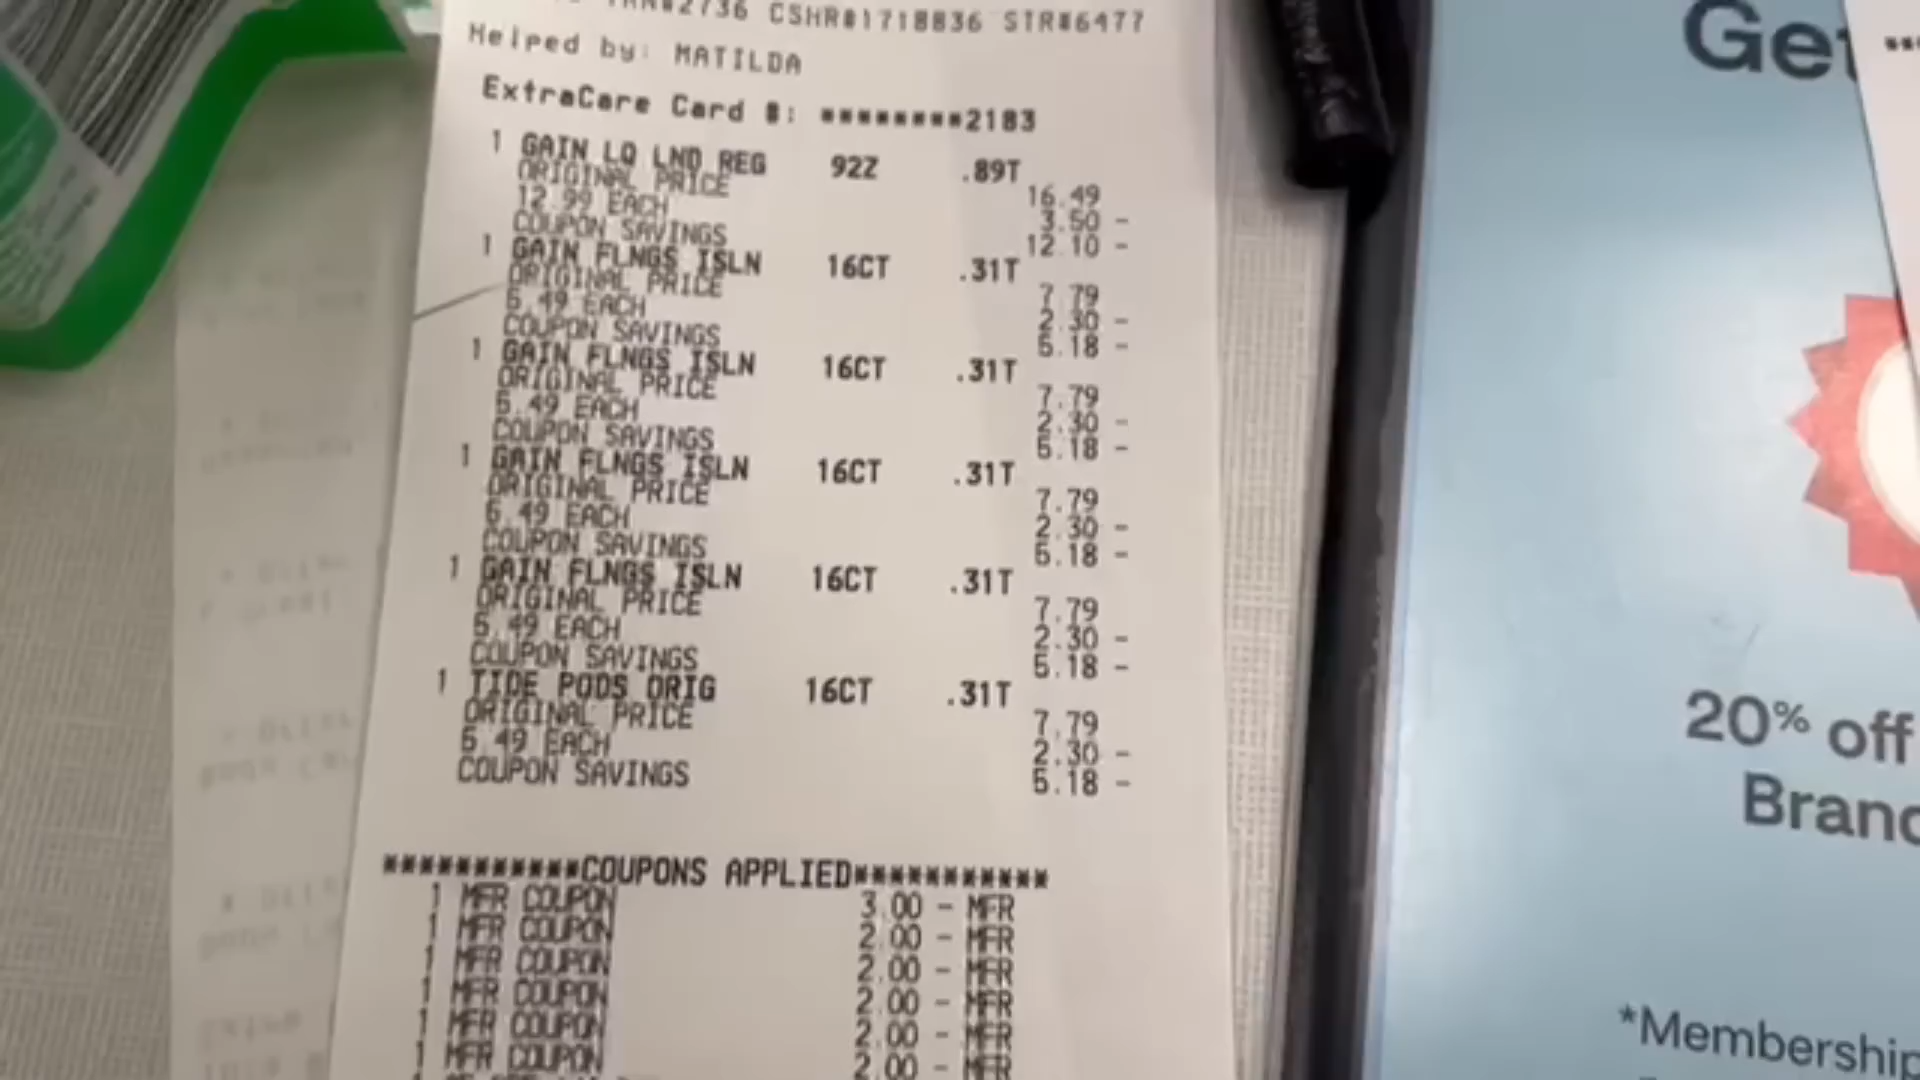 TRN#2736 CSHR#1718836 STR#6477
Helped by: MATILDA
ExtraCare Card #: ********2183
1 GAIN LQ LND REG 92Z .89T
ORIGINAL PRICE 16.49
12.99 EACH 3.50 -
COUPON SAVINGS 12.10 -
1 GAIN FLNGS ISLN 16CT .31T
ORIGINAL PRICE 7.79
5.49 EACH 2.30 -
COUPON SAVINGS 5.18 -
1 GAIN FLNGS ISLN 16CT .31T
ORIGINAL PRICE 7.79
5.49 EACH 2.30 -
COUPON SAVINGS 5.18 -
1 GAIN FLNGS ISLN 16CT .31T
ORIGINAL PRICE 7.79
5.49 EACH 2.30 -
COUPON SAVINGS 5.18 -
1 GAIN FLNGS ISLN 16CT .31T
ORIGINAL PRICE 7.79
5.49 EACH 2.30 -
COUPON SAVINGS 5.18 -
1 TIDE PODS ORIG 16CT .31T
ORIGINAL PRICE 7.79
5.49 EACH 2.30 -
COUPON SAVINGS 5.18 -
***********COUPONS APPLIED***********
1 MFR COUPON 3.00 - MFR
1 MFR COUPON 2.00 - MFR
1 MFR COUPON 2.00 - MFR
1 MFR COUPON 2.00 - MFR
1 MFR COUPON 2.00 - MFR
1 MFR COUPON 2.00 - MFR
Get
20% off
Brand
*Membership